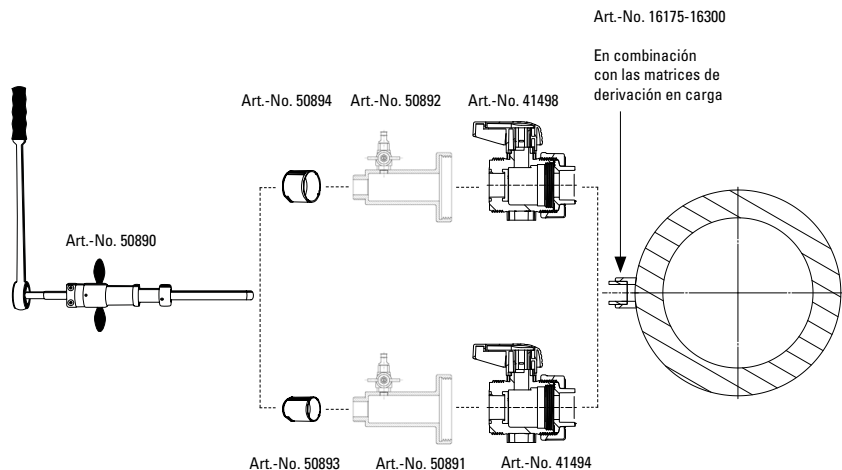 Art.-No. 16175-16300
En combinación
con las matrices de
derivación en carga
Art.-No. 50894
Art.-No. 50892
Art.-No. 41498
Art.-No. 50890
Art.-No. 50893
Art.-No. 50891
Art.-No. 41494